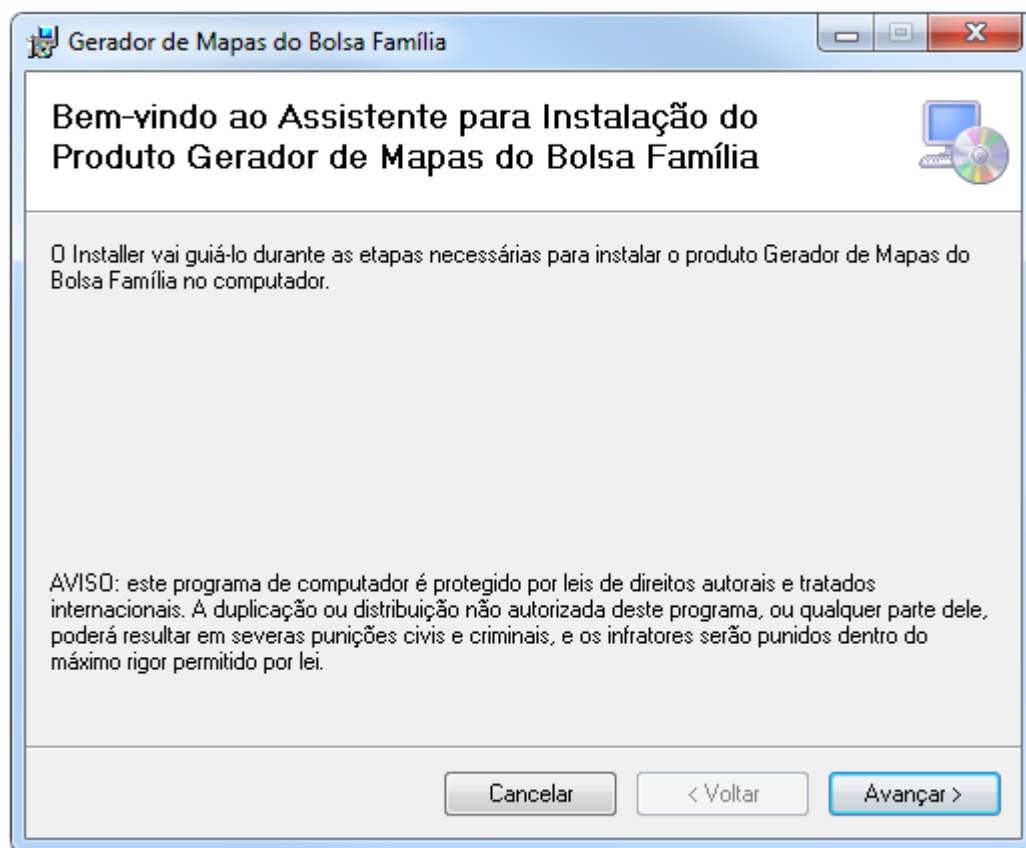 Gerador de Mapas do Bolsa Família
Bem-vindo ao Assistente para Instalação do
Produto Gerador de Mapas do Bolsa Família
O Installer vai guiá-lo durante as etapas necessárias para instalar o produto Gerador de Mapas do
Bolsa Família no computador.
AVISO: este programa de computador é protegido por leis de direitos autorais e tratados
internacionais. A duplicação ou distribuição não autorizada deste programa, ou qualquer parte dele,
poderá resultar em severas punições civis e criminais, e os infratores serão punidos dentro do
máximo rigor permitido por lei.
Cancelar
< Voltar
Avançar >